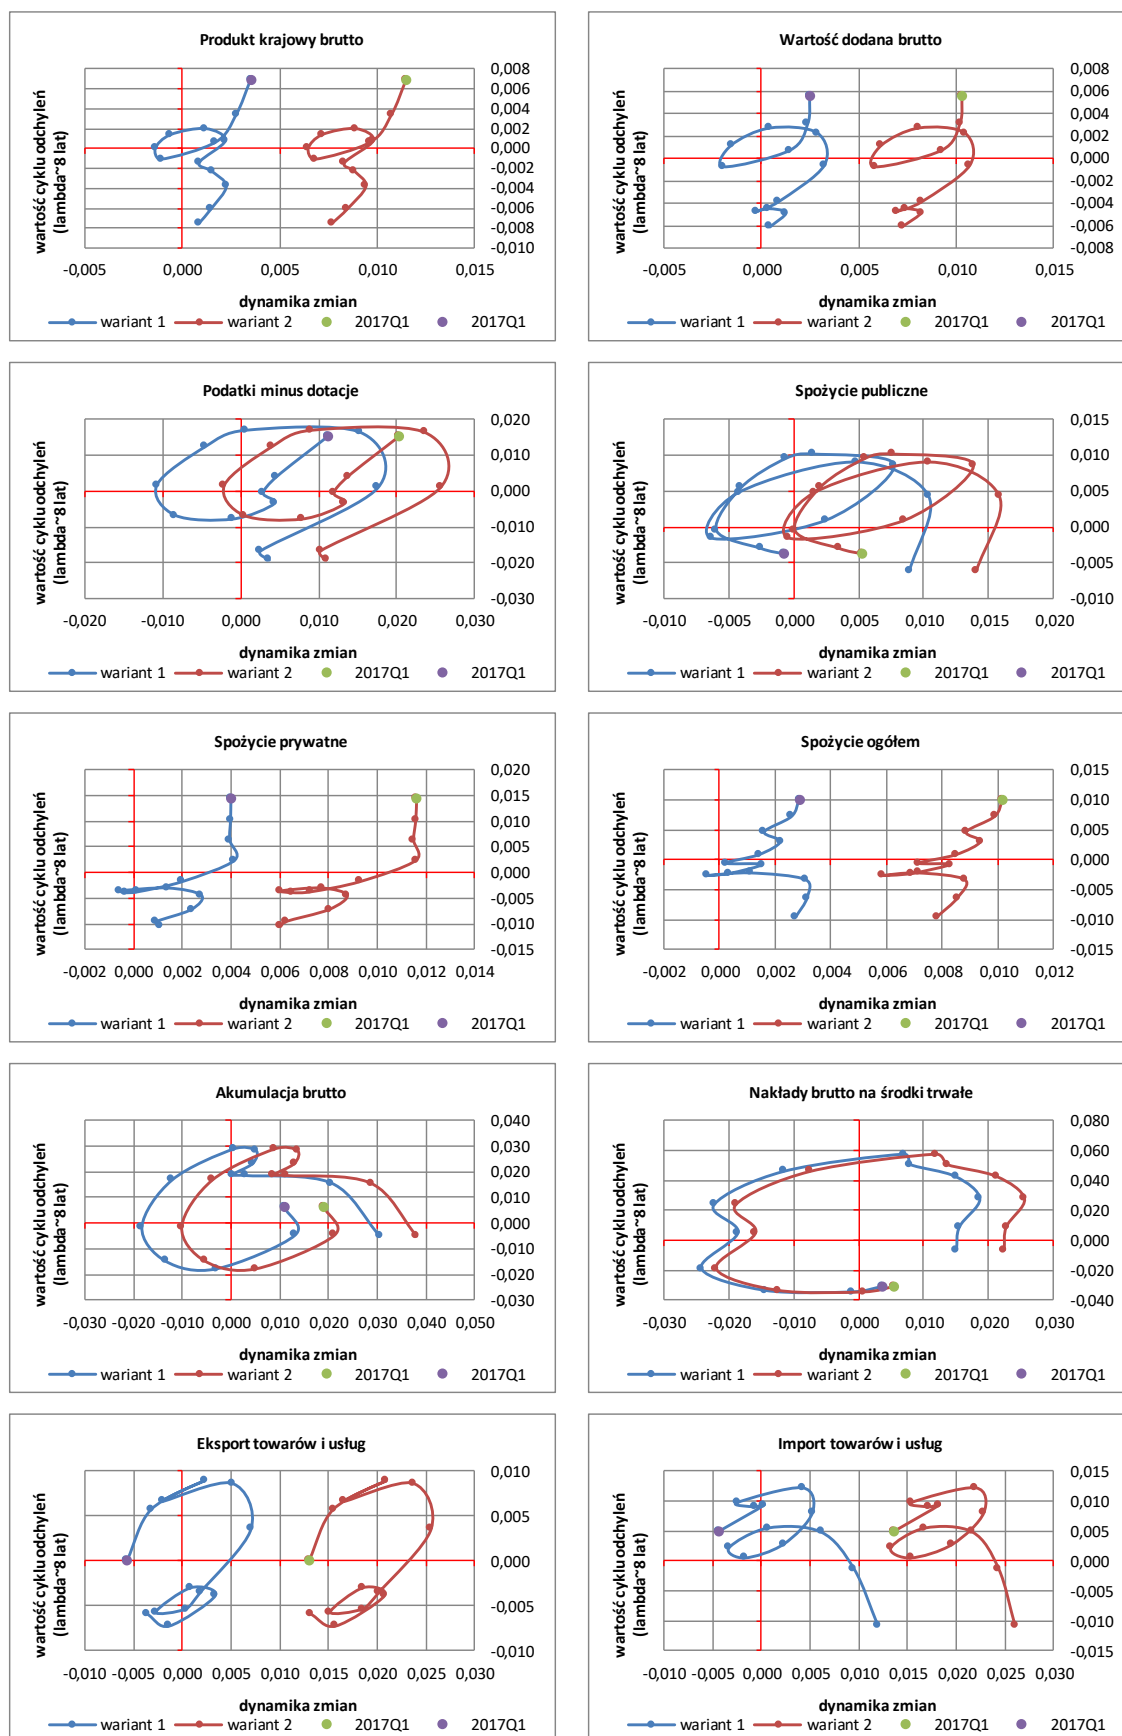 Produkt krajowy brutto
wartość cyklu odchyleń
(lambda~8 lat)
0,008
0,006
0,004
0,002
0,000
-0,002
-0,004
-0,006
-0,008
-0,010
-0,005 0,000 0,005 0,010 0,015
dynamika zmian
wariant 1 wariant 2 2017Q1 2017Q1
Wartość dodana brutto
wartość cyklu odchyleń
(lambda~8 lat)
0,008
0,006
0,004
0,002
0,000
-0,002
-0,004
-0,006
-0,008
-0,005 0,000 0,005 0,010 0,015
dynamika zmian
wariant 1 wariant 2 2017Q1 2017Q1
Podatki minus dotacje
wartość cyklu odchyleń
(lambda~8 lat)
0,020
0,010
0,000
-0,010
-0,020
-0,030
-0,020 -0,010 0,000 0,010 0,020 0,030
dynamika zmian
wariant 1 wariant 2 2017Q1 2017Q1
Spożycie publiczne
wartość cyklu odchyleń
(lambda~8 lat)
0,015
0,010
0,005
0,000
-0,005
-0,010
-0,010 -0,005 0,000 0,005 0,010 0,015 0,020
dynamika zmian
wariant 1 wariant 2 2017Q1 2017Q1
Spożycie prywatne
wartość cyklu odchyleń
(lambda~8 lat)
0,020
0,015
0,010
0,005
0,000
-0,005
-0,010
-0,015
-0,002 0,000 0,002 0,004 0,006 0,008 0,010 0,012 0,014
dynamika zmian
wariant 1 wariant 2 2017Q1 2017Q1
Spożycie ogółem
wartość cyklu odchyleń
(lambda~8 lat)
0,015
0,010
0,005
0,000
-0,005
-0,010
-0,015
-0,002 0,000 0,002 0,004 0,006 0,008 0,010 0,012
dynamika zmian
wariant 1 wariant 2 2017Q1 2017Q1
Akumulacja brutto
wartość cyklu odchyleń
(lambda~8 lat)
0,040
0,030
0,020
0,010
0,000
-0,010
-0,020
-0,030
-0,030 -0,020 -0,010 0,000 0,010 0,020 0,030 0,040 0,050
dynamika zmian
wariant 1 wariant 2 2017Q1 2017Q1
Nakłady brutto na środki trwałe
wartość cyklu odchyleń
(lambda~8 lat)
0,080
0,060
0,040
0,020
0,000
-0,020
-0,040
-0,030 -0,020 -0,010 0,000 0,010 0,020 0,030
dynamika zmian
wariant 1 wariant 2 2017Q1 2017Q1
Eksport towarów i usług
wartość cyklu odchyleń
(lambda~8 lat)
0,010
0,005
0,000
-0,005
-0,010
-0,010 -0,005 0,000 0,005 0,010 0,015 0,020 0,025 0,030
dynamika zmian
wariant 1 wariant 2 2017Q1 2017Q1
Import towarów i usług
wartość cyklu odchyleń
(lambda~8 lat)
0,015
0,010
0,005
0,000
-0,005
-0,010
-0,015
-0,010 -0,005 0,000 0,005 0,010 0,015 0,020 0,025 0,030
dynamika zmian
wariant 1 wariant 2 2017Q1 2017Q1